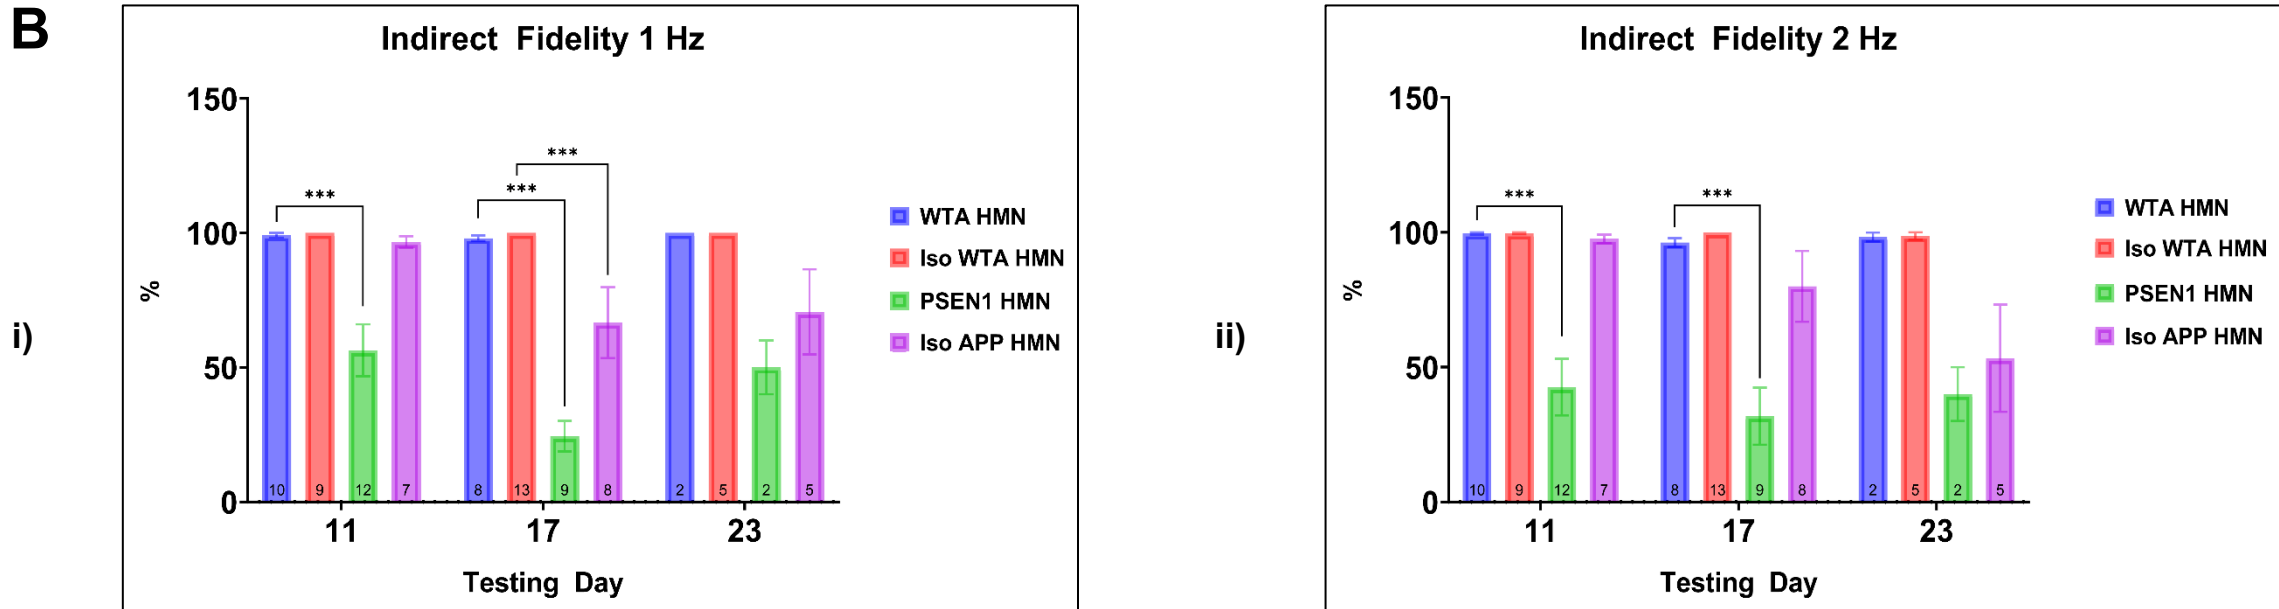 B
Indirect Fidelity 1 Hz
150
100
50
0
%
***
***
***
10 9 12 7 8 13 9 8 2 5 2 5
11 17 23
Testing Day
WTA HMN
Iso WTA HMN
PSEN1 HMN
Iso APP HMN
i)
Indirect Fidelity 2 Hz
150
100
50
0
%
***
***
10 9 12 7 8 13 9 8 2 5 2 5
11 17 23
Testing Day
WTA HMN
Iso WTA HMN
PSEN1 HMN
Iso APP HMN
ii)